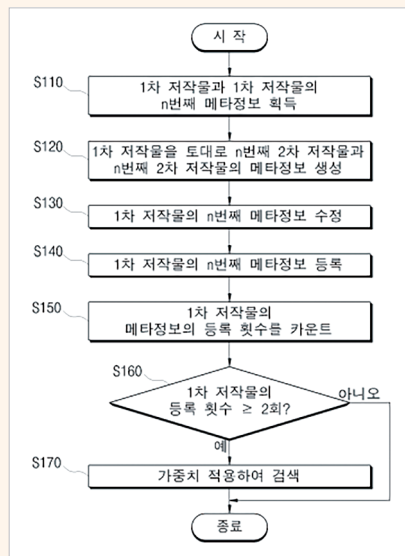 시 작
S110
1차 저작물과 1차 저작물의
n번째 메타정보 획득
S120
1차 저작물을 토대로 n번째 2차 저작물과
n번째 2차 저작물의 메타정보 생성
S130
1차 저작물의 n번째 메타정보 수정
S140
1차 저작물의 n번째 메타정보 등록
S150
1차 저작물의
메타정보의 등록 횟수를 카운트
S160
1차 저작물의
등록 횟수 ≥ 2회?
아니오
예
S170
가중치 적용하여 검색
종료